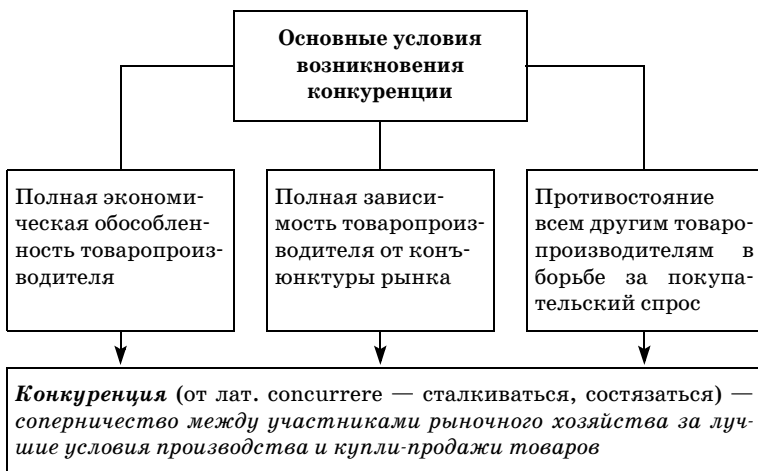 Основные условия
возникновения
конкуренции
Полная экономи-
ческая обособлен-
ность товаропроиз-
водителя
Полная зависи-
мость товаропроиз-
водителя от конъ-
юнктуры рынка
Противостояние
всем другим товаро-
производителям в
борьбе за покупа-
тельский спрос
Конкуренция (от лат. concurrere — сталкиваться, состязаться) —
соперничество между участниками рыночного хозяйства за луч-
шие условия производства и купли-продажи товаров